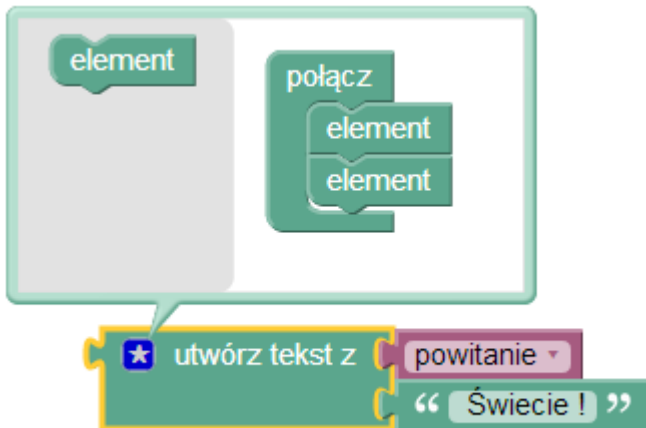 element
połącz
element
element
utwórz tekst z powitanie
“ Świecie ! ”